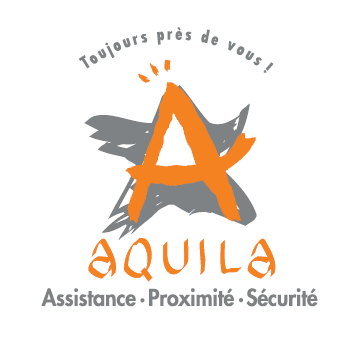 Toujours près de vous !
A
AQUILA
Assistance · Proximité · Sécurité